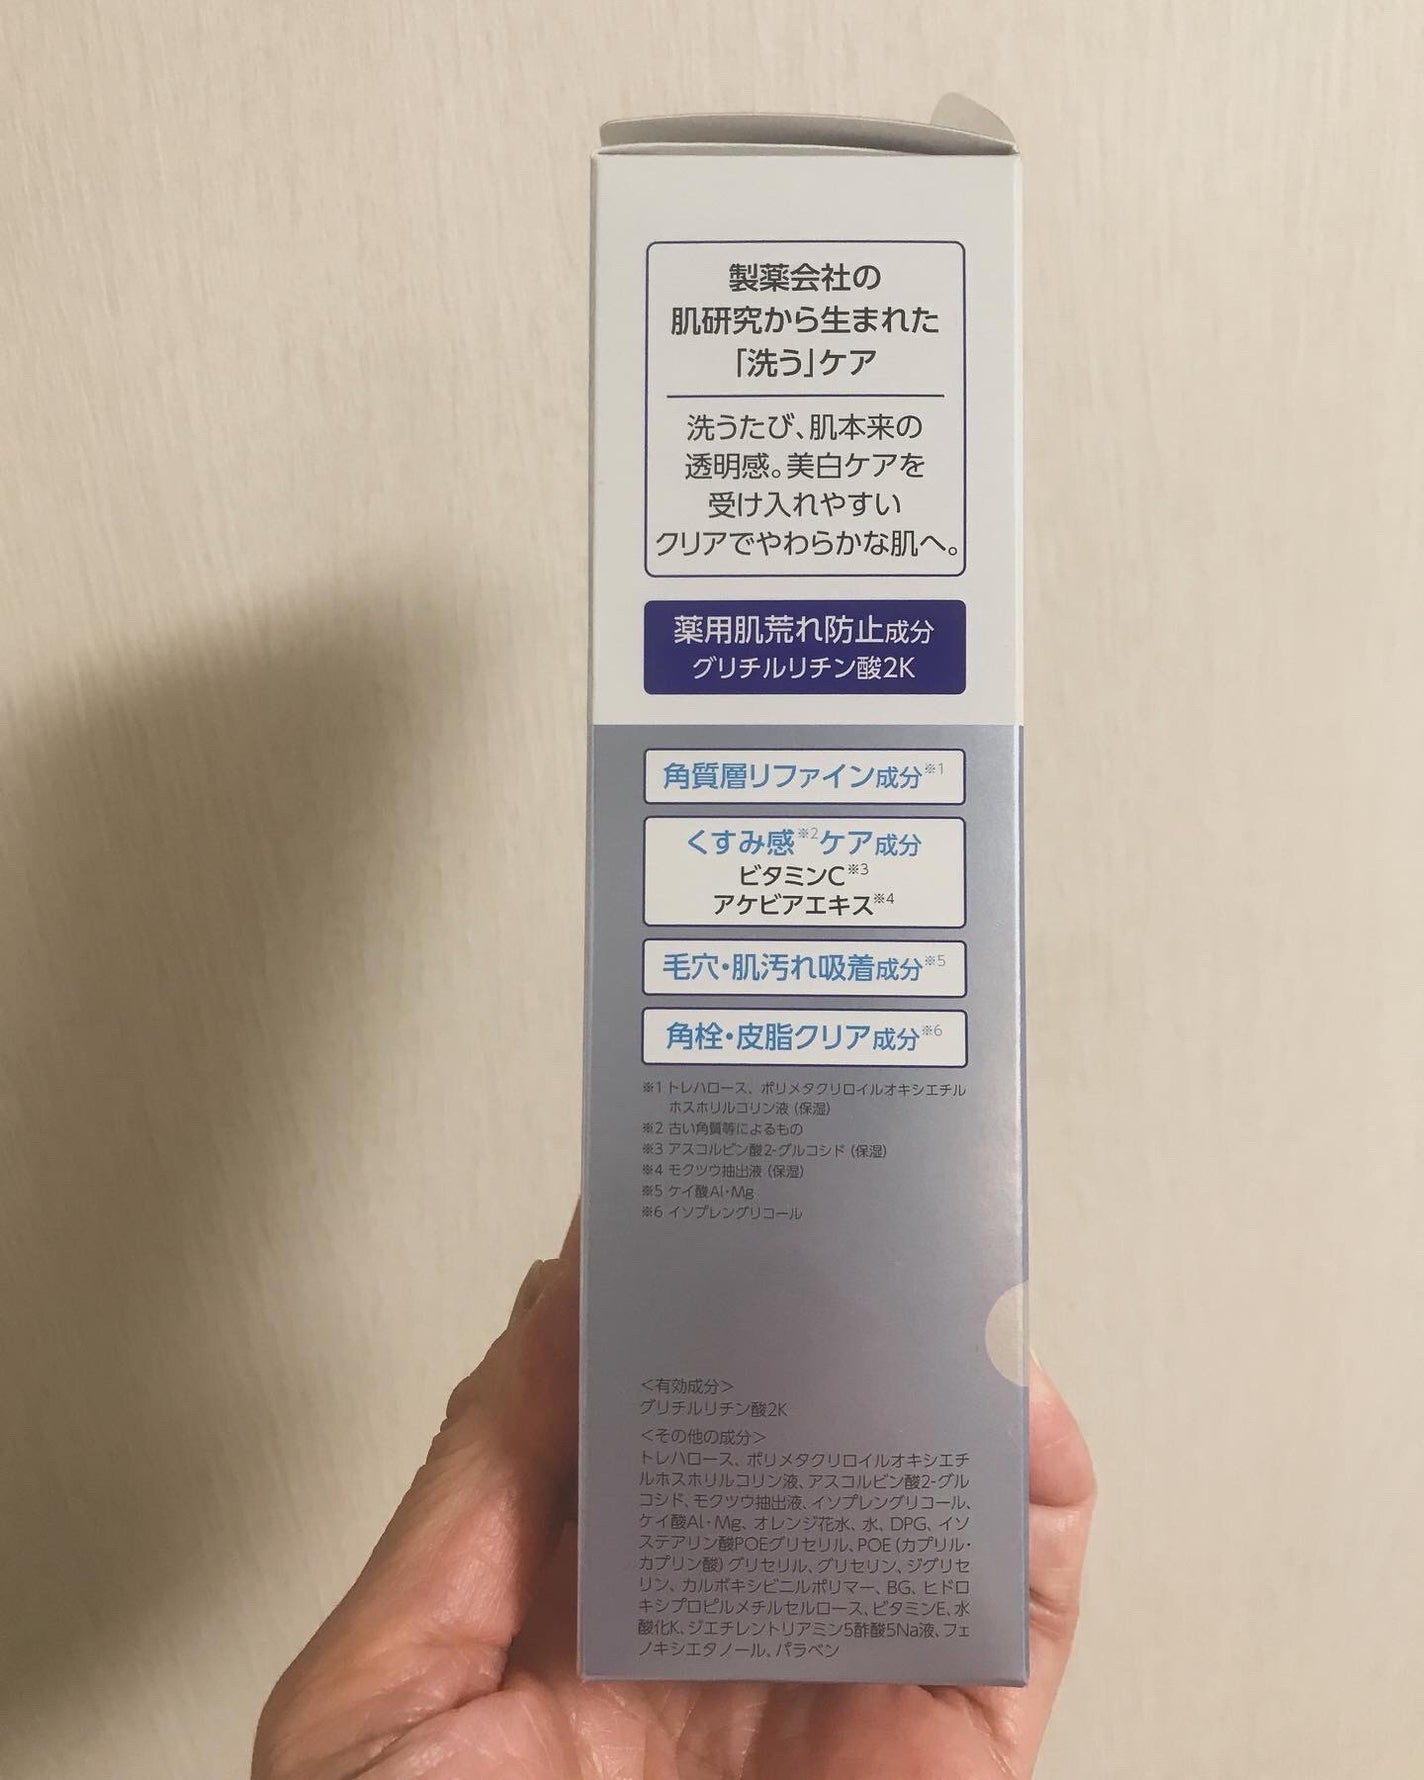 製薬会社の
肌研究から生まれた
「洗う」ケア
洗うたび、肌本来の
透明感。美白ケアを
受け入れやすい
クリアでやわらかな肌へ。
薬用肌荒れ防止成分
グリチルリチン酸2K
角質層リファイン成分※1
くすみ感※2ケア成分
ビタミンC※3
アケビアエキス※4
毛穴・肌汚れ吸着成分※5
角栓・皮脂クリア成分※6
※1 トレハロース、ポリメタクリロイルオキシエチル
ホスホリルコリン液（保湿）
※2 古い角質等によるもの
※3 アスコルビン酸2-グルコシド（保湿）
※4 モクツウ抽出液（保湿）
※5 ケイ酸Al・Mg
※6 イソプレングリコール
＜有効成分＞
グリチルリチン酸2K
＜その他の成分＞
トレハロース、ポリメタクリロイルオキシエチ
ルホスホリルコリン液、アスコルビン酸2-グル
コシド、モクツウ抽出液、イソプレングリコール、
ケイ酸Al・Mg、オレンジ花水、水、DPG、イソ
ステアリン酸POEグリセリル、POE（カプリル・
カプリン酸）グリセリル、グリセリン、ジグリセ
リン、カルボキシビニルポリマー、BG、ヒドロ
キシプロピルメチルセルロース、ビタミンE、水
酸化K、ジエチレントリアミン5酢酸5Na液、フェ
ノキシエタノール、パラベン